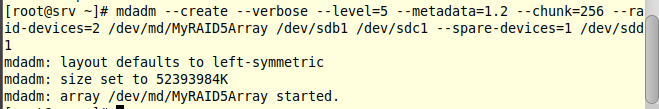 [root@srv ~]# mdadm --create --verbose --level=5 --metadata=1.2 --chunk=256 --ra
id-devices=2 /dev/md/MyRAID5Array /dev/sdb1 /dev/sdc1 --spare-devices=1 /dev/sdd
1
mdadm: layout defaults to left-symmetric
mdadm: size set to 52393984K
mdadm: array /dev/md/MyRAID5Array started.
[root@srv ~]#